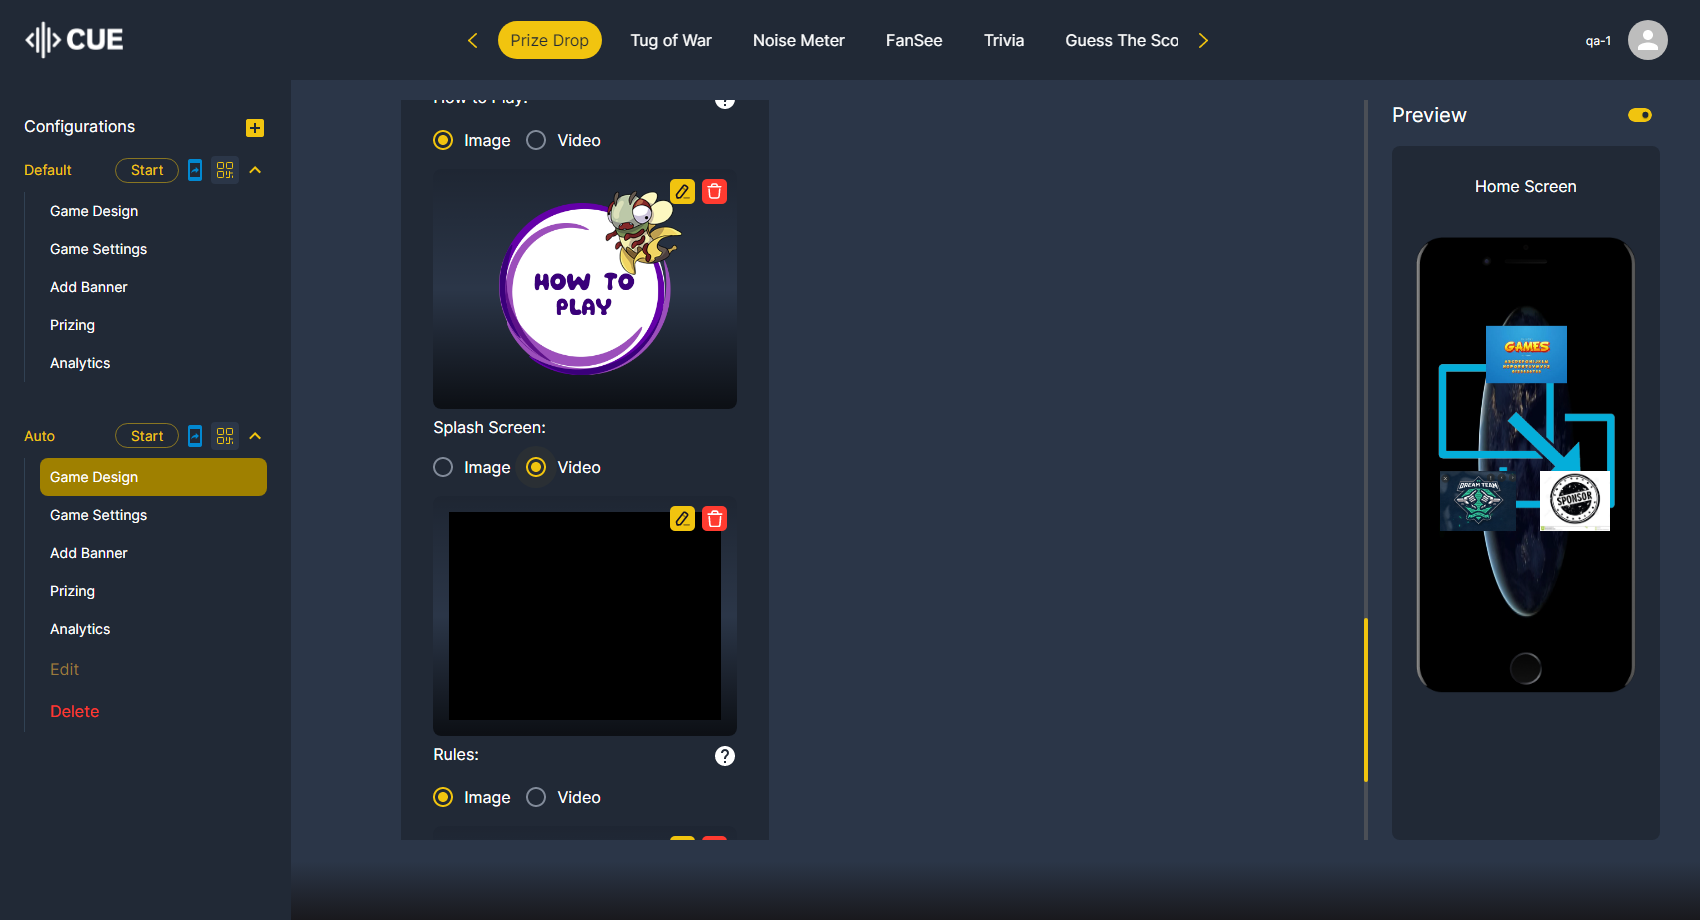 CUE
Prize Drop
Tug of War
Noise Meter
FanSee
Trivia
Guess The Sco
qa-1
Configurations
Default
Start
Game Design
Game Settings
Add Banner
Prizing
Analytics
Auto
Start
Game Design
Game Settings
Add Banner
Prizing
Analytics
Edit
Delete
How to Play:
Image
Video
HOW TO
PLAY
Splash Screen:
Image
Video
Rules:
Image
Video
Preview
Home Screen
GAMES
DREAM TEAM
SPONSOR